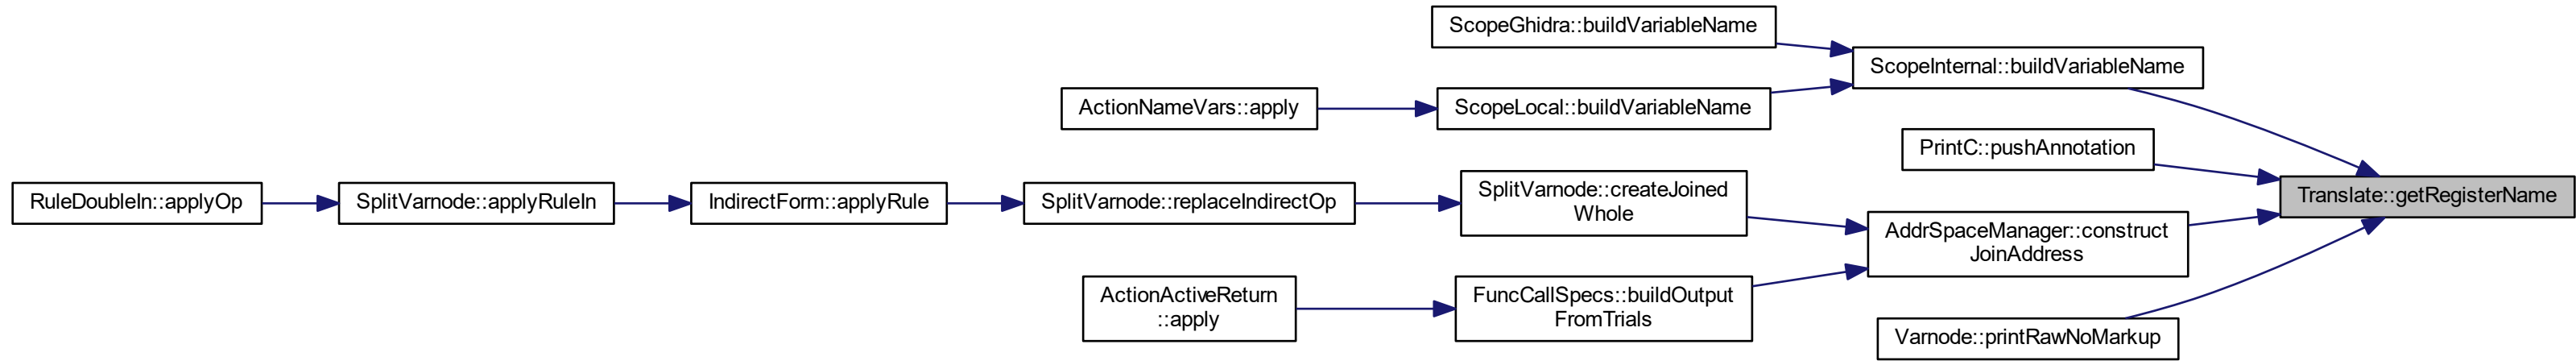 ScopeGhidra::buildVariableName
ScopeInternal::buildVariableName
ActionNameVars::apply
ScopeLocal::buildVariableName
PrintC::pushAnnotation
RuleDoubleIn::applyOp
SplitVarnode::applyRuleIn
IndirectForm::applyRule
SplitVarnode::replaceIndirectOp
SplitVarnode::createJoined
Whole
Translate::getRegisterName
AddrSpaceManager::construct
JoinAddress
ActionActiveReturn
::apply
FuncCallSpecs::buildOutput
FromTrials
Varnode::printRawNoMarkup